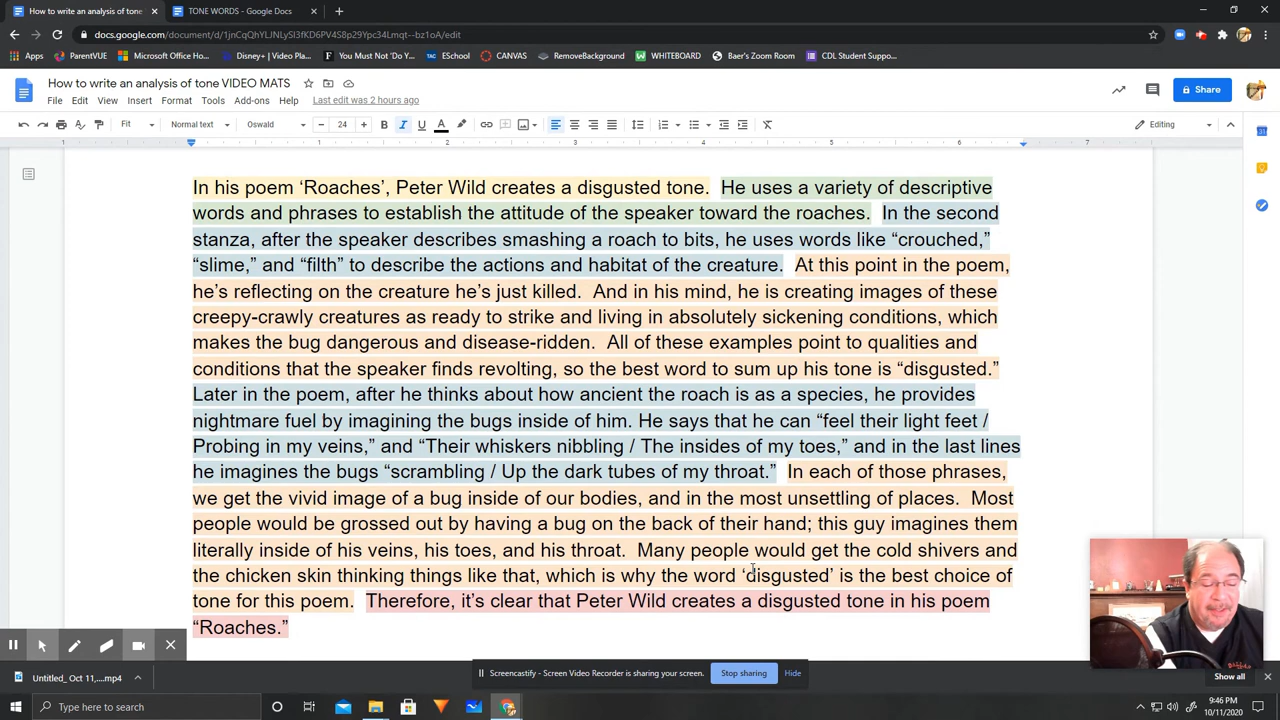 How to write an analysis of tone
TONE WORDS - Google Docs
docs.google.com/document/d/1jnCqQhYLJNLySI3fKD6PV4S8p29Ypc34Lmqt--bz1oA/edit
Apps ParentVUE Microsoft Office Ho... Disney+ | Video Pla... You Must Not 'Do Y... ESchool CANVAS RemoveBackground WHITEBOARD Baer's Zoom Room CDL Student Suppo...
How to write an analysis of tone VIDEO MATS
File Edit View Insert Format Tools Add-ons Help Last edit was 2 hours ago
Share
Fit Normal text Oswald 24 Editing
1 2 3 4 5 6 7
In his poem ‘Roaches’, Peter Wild creates a disgusted tone. He uses a variety of descriptive
words and phrases to establish the attitude of the speaker toward the roaches. In the second
stanza, after the speaker describes smashing a roach to bits, he uses words like “crouched,”
“slime,” and “filth” to describe the actions and habitat of the creature. At this point in the poem,
he’s reflecting on the creature he’s just killed. And in his mind, he is creating images of these
creepy-crawly creatures as ready to strike and living in absolutely sickening conditions, which
makes the bug dangerous and disease-ridden. All of these examples point to qualities and
conditions that the speaker finds revolting, so the best word to sum up his tone is “disgusted.”
Later in the poem, after he thinks about how ancient the roach is as a species, he provides
nightmare fuel by imagining the bugs inside of him. He says that he can “feel their light feet /
Probing in my veins,” and “Their whiskers nibbling / The insides of my toes,” and in the last lines
he imagines the bugs “scrambling / Up the dark tubes of my throat.” In each of those phrases,
we get the vivid image of a bug inside of our bodies, and in the most unsettling of places. Most
people would be grossed out by having a bug on the back of their hand; this guy imagines them
literally inside of his veins, his toes, and his throat. Many people would get the cold shivers and
the chicken skin thinking things like that, which is why the word ‘disgusted’ is the best choice of
tone for this poem. Therefore, it’s clear that Peter Wild creates a disgusted tone in his poem
“Roaches.”
Screencastify - Screen Video Recorder is sharing your screen. Stop sharing Hide
Untitled_ Oct 11,....mp4
Show all
Type here to search
9:46 PM
10/11/2020